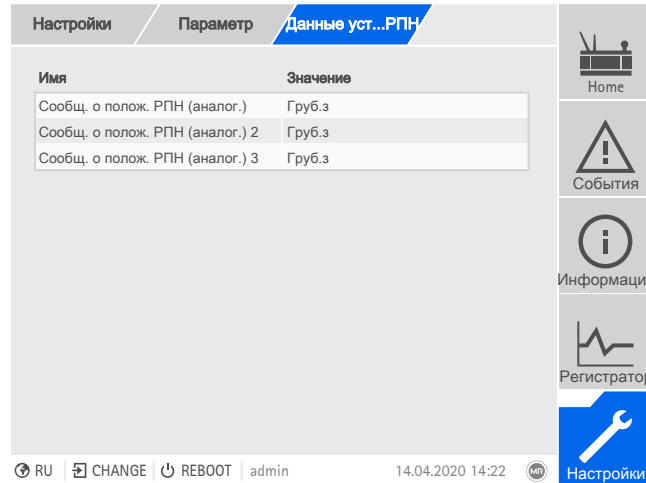 Настройки Параметр Данные уст...РПН
Имя Значение
Сообщ. о полож. РПН (аналог.) Груб.з
Сообщ. о полож. РПН (аналог.) 2 Груб.з
Сообщ. о полож. РПН (аналог.) 3 Груб.з
Home
События
Информаци
Регистратор
Настройки
RU CHANGE REBOOT admin 14.04.2020 14:22 MR